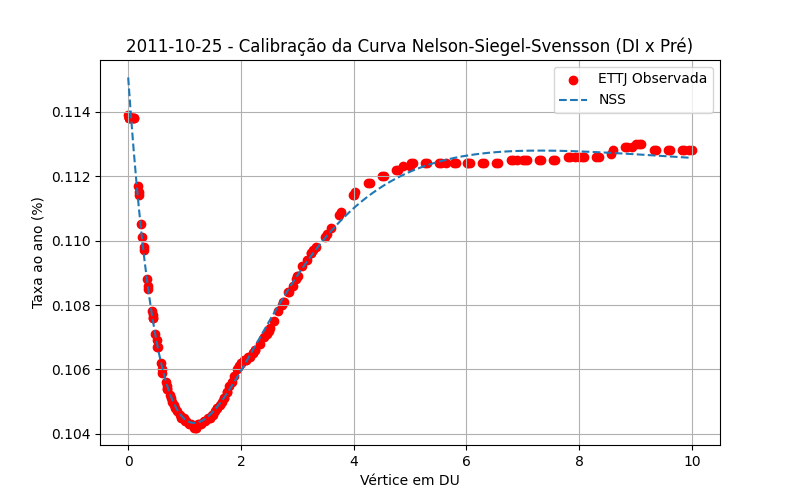 2011-10-25 - Calibração da Curva Nelson-Siegel-Svensson (DI x Pré)
ETTJ Observada
NSS
Taxa ao ano (%)
0.114
0.112
0.110
0.108
0.106
0.104
0
2
4
6
8
10
Vértice em DU